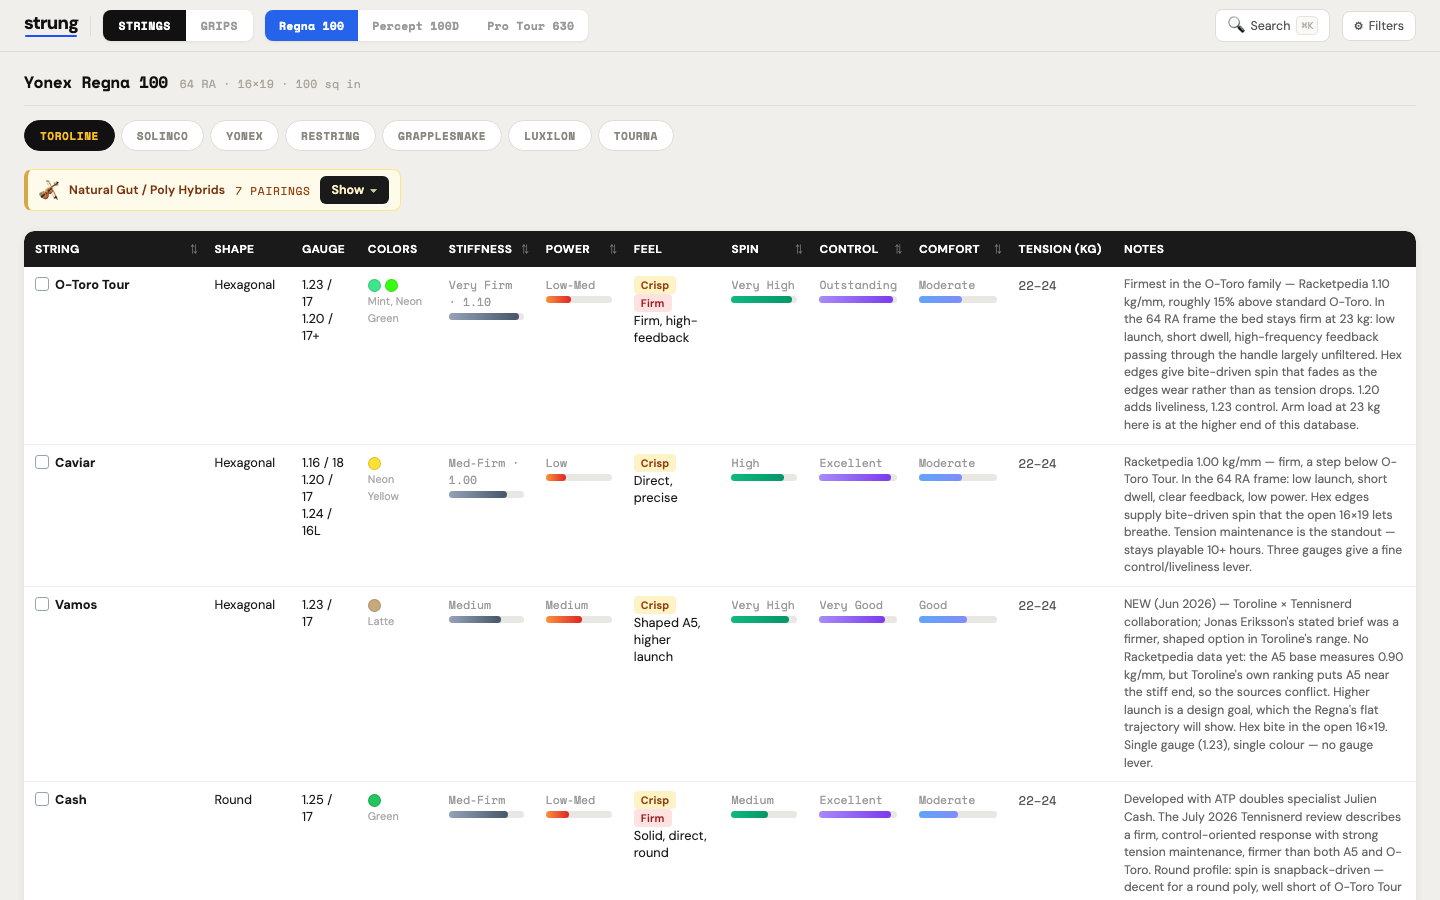 strung
STRINGS GRIPS Regna 100 Percept 100D Pro Tour 630 Search ⌘K Filters
Yonex Regna 100 64 RA · 16×19 · 100 sq in
TOROLINE SOLINCO YONEX RESTRING GRAPPLESNAKE LUXILON TOURNA
Natural Gut / Poly Hybrids 7 PAIRINGS Show
STRING SHAPE GAUGE COLORS STIFFNESS POWER FEEL SPIN CONTROL COMFORT TENSION (KG) NOTES
O-Toro Tour
Hexagonal
1.23 /
17
1.20 /
17+
Mint, Neon
Green
Very Firm
· 1.10
Low-Med
Crisp
Firm
Firm, high-
feedback
Very High
Outstanding
Moderate
22–24
Firmest in the O-Toro family — Racketpedia 1.10
kg/mm, roughly 15% above standard O-Toro. In
the 64 RA frame the bed stays firm at 23 kg: low
launch, short dwell, high-frequency feedback
passing through the handle largely unfiltered. Hex
edges give bite-driven spin that fades as the
edges wear rather than as tension drops. 1.20
adds liveliness, 1.23 control. Arm load at 23 kg
here is at the higher end of this database.
Caviar
Hexagonal
1.16 / 18
1.20 /
17
1.24 /
16L
Neon
Yellow
Med-Firm ·
1.00
Low
Crisp
Direct,
precise
High
Excellent
Moderate
22–24
Racketpedia 1.00 kg/mm — firm, a step below O-
Toro Tour. In the 64 RA frame: low launch, short
dwell, clear feedback, low power. Hex edges
supply bite-driven spin that the open 16×19 lets
breathe. Tension maintenance is the standout —
stays playable 10+ hours. Three gauges give a fine
control/liveliness lever.
Vamos
Hexagonal
1.23 /
17
Latte
Medium
Medium
Crisp
Shaped A5,
higher
launch
Very High
Very Good
Good
22–24
NEW (Jun 2026) — Toroline × Tennisnerd
collaboration; Jonas Eriksson's stated brief was a
firmer, shaped option in Toroline's range. No
Racketpedia data yet: the A5 base measures 0.90
kg/mm, but Toroline's own ranking puts A5 near
the stiff end, so the sources conflict. Higher
launch is a design goal, which the Regna's flat
trajectory will show. Hex bite in the open 16×19.
Single gauge (1.23), single colour — no gauge
lever.
Cash
Round
1.25 /
17
Green
Med-Firm
Low-Med
Crisp
Firm
Solid, direct,
round
Medium
Excellent
Moderate
22–24
Developed with ATP doubles specialist Julien
Cash. The July 2026 Tennisnerd review describes
a firm, control-oriented response with strong
tension maintenance, firmer than both A5 and O-
Toro. Round profile: spin is snapback-driven —
decent for a round poly, well short of O-Toro Tour